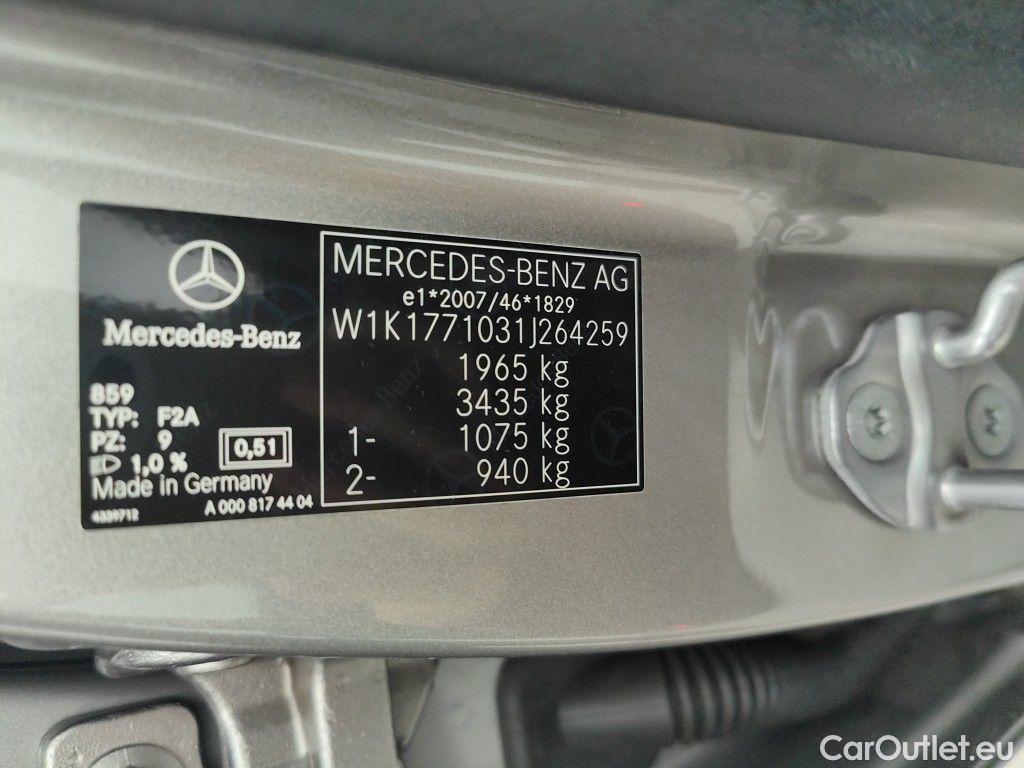 Mercedes-Benz
859
TYP: F2A
PZ: 9
1,0 %
0,51
Made in Germany
4339712
A 000 817 44 04
MERCEDES-BENZ AG
e1*2007/46*1829
W1K1771031J264259
1965 kg
3435 kg
1- 1075 kg
2- 940 kg
CarOutlet.eu